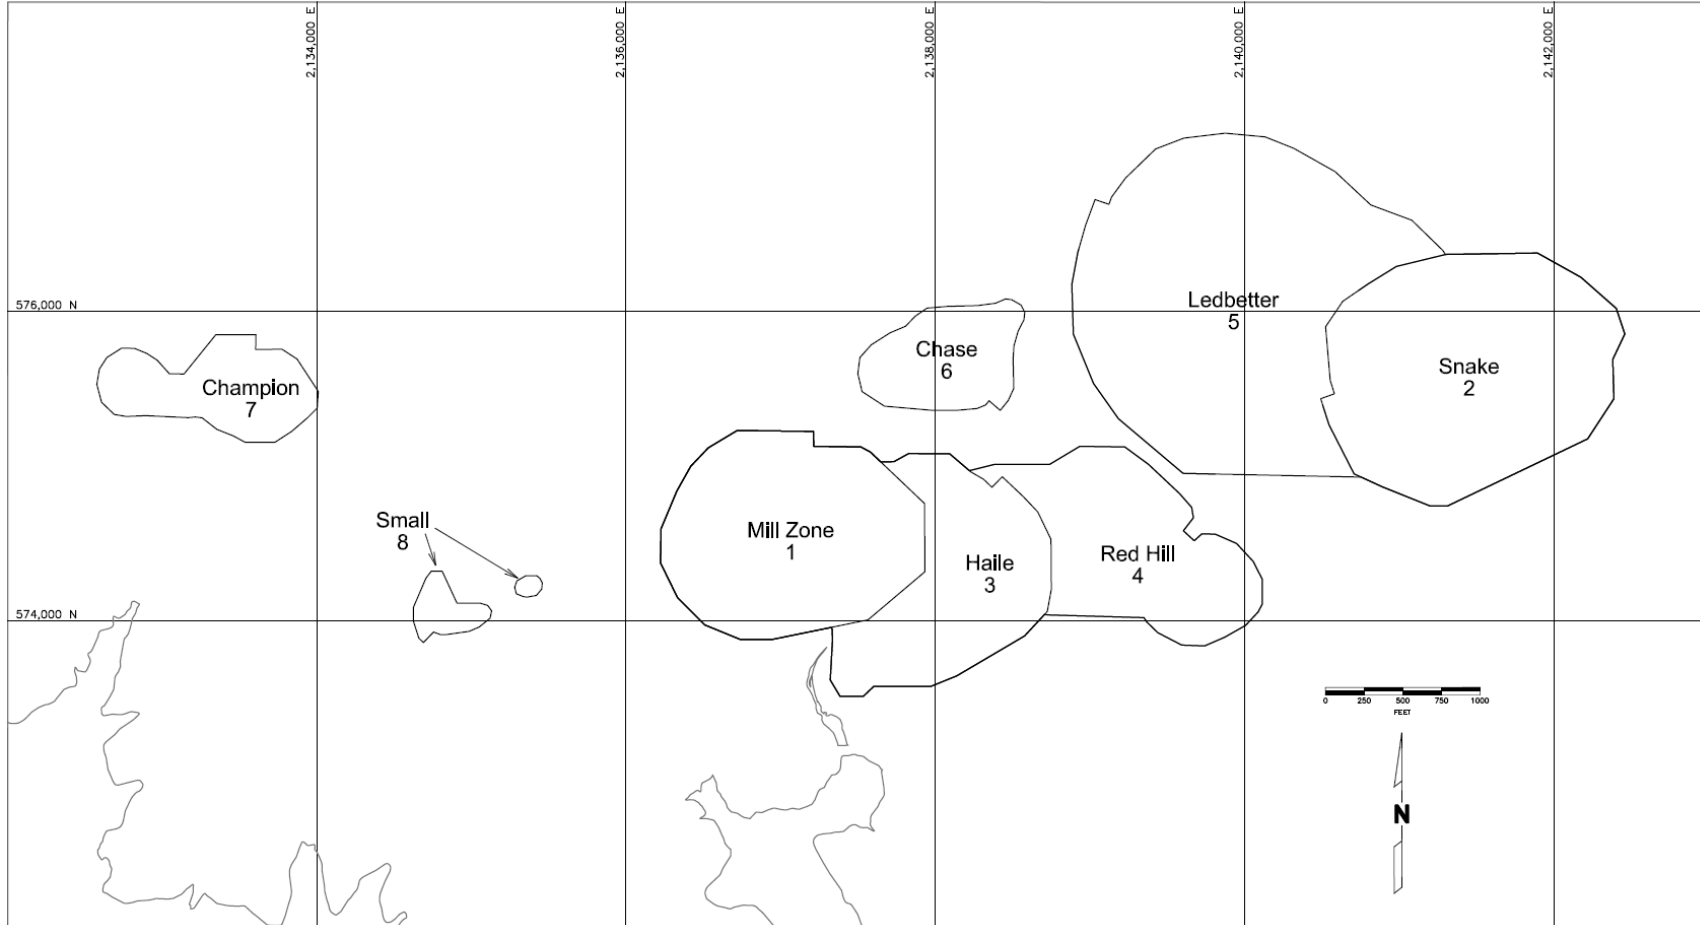 2,134,000 E
2,136,000 E
2,138,000 E
2,140,000 E
2,142,000 E
576,000 N
Ledbetter
5
Chase
6
Snake
2
Champion
7
Small
8
Mill Zone
1
Haile
3
Red Hill
4
574,000 N
0 250 500 750 1000
FEET
N